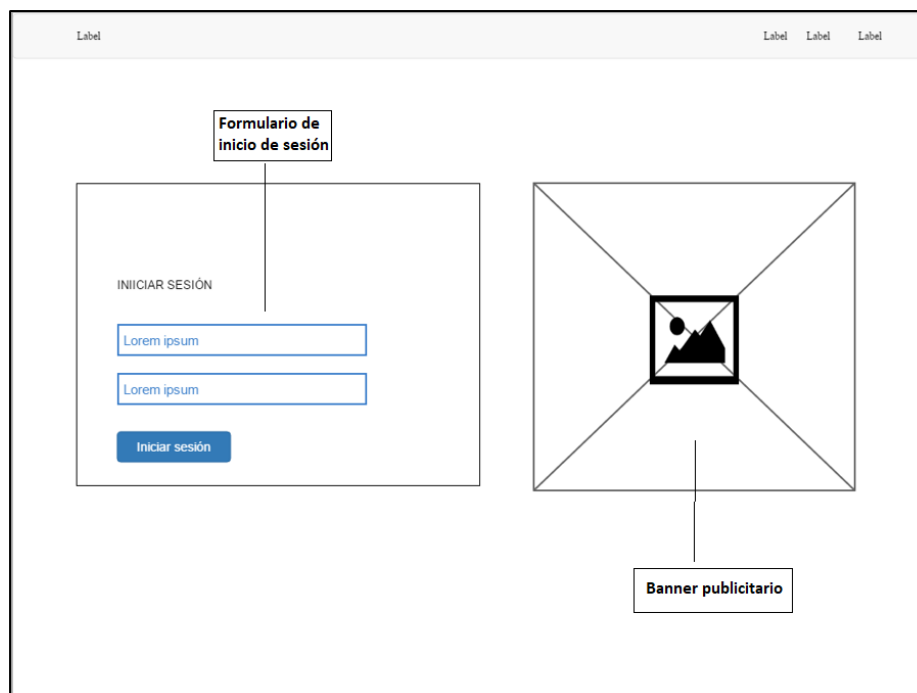 Label
Label
Label
Label
Formulario de
inicio de sesión
INIICIAR SESIÓN
Lorem ipsum
Lorem ipsum
Iniciar sesión
Banner publicitario